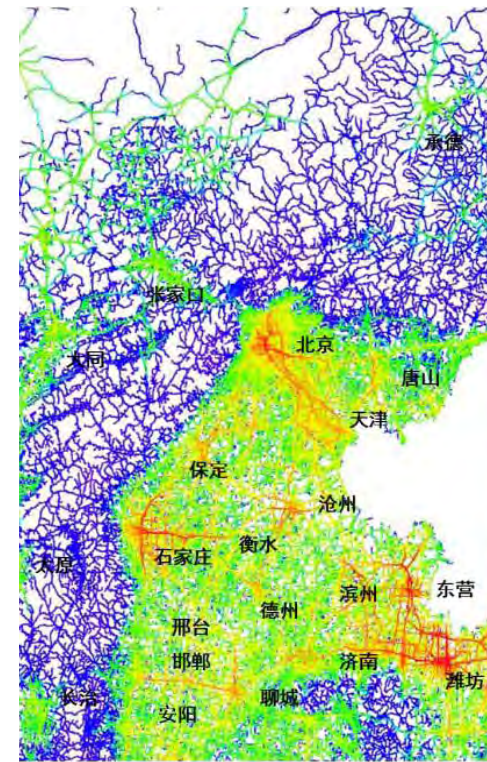 承德
张家口
北京
大同
唐山
天津
保定
沧州
衡水
石家庄
太原
滨州
东营
德州
邢台
邯郸
济南
潍坊
长治
聊城
安阳